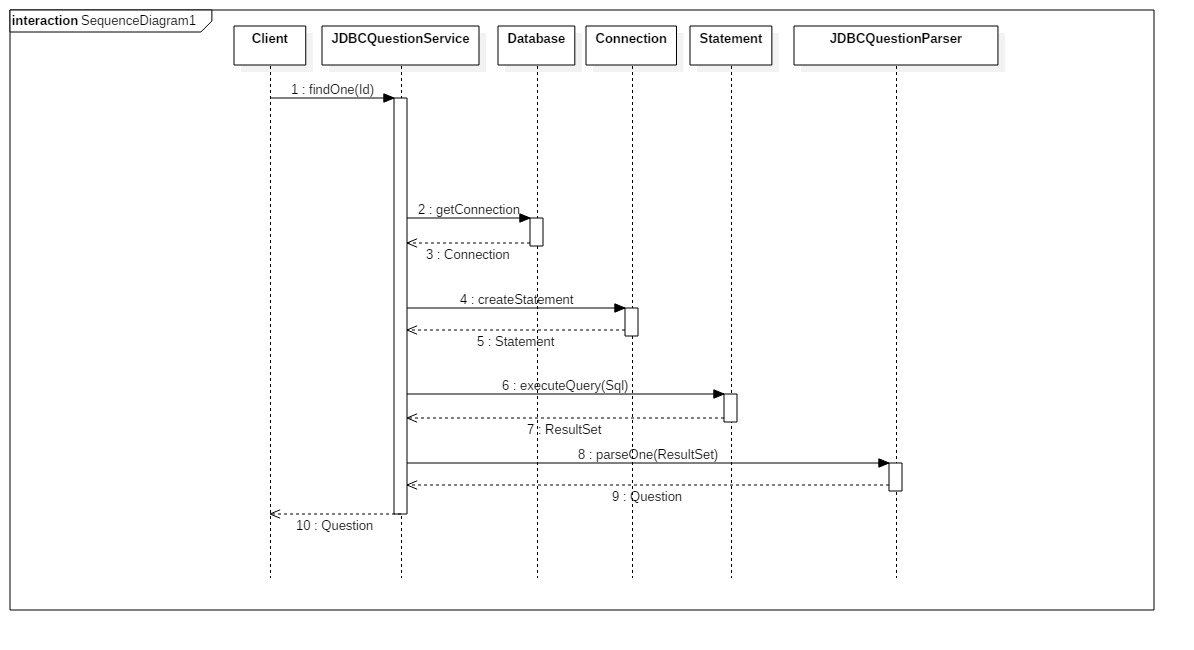 interaction SequenceDiagram1
Client
JDBCQuestionService
Database
Connection
Statement
JDBCQuestionParser
1 : findOne(Id)
2 : getConnection
3 : Connection
4 : createStatement
5 : Statement
6 : executeQuery(Sql)
7 : ResultSet
8 : parseOne(ResultSet)
9 : Question
10 : Question